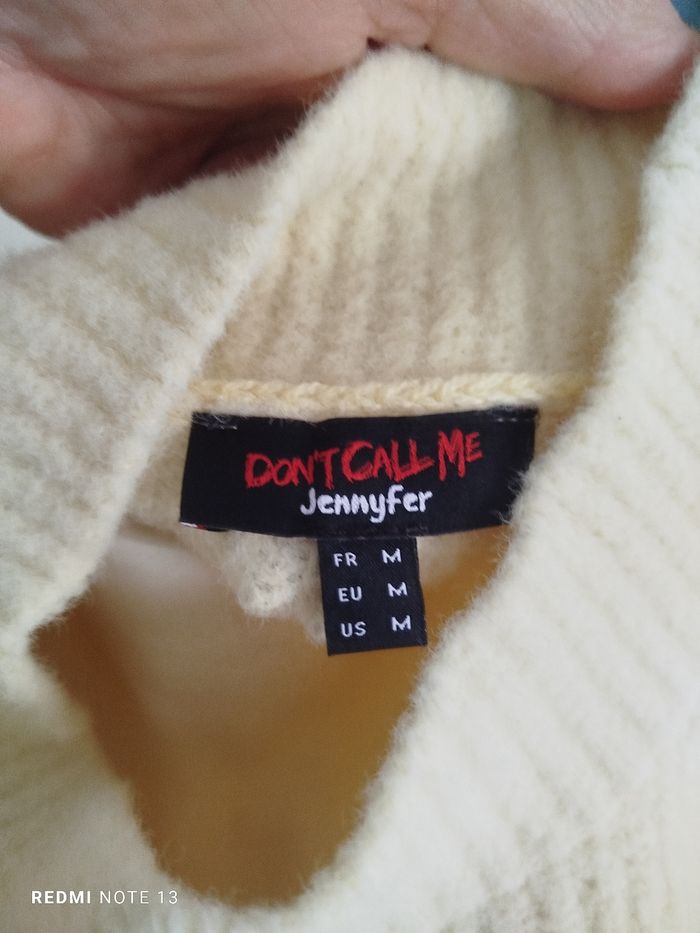 DON'T CALL ME
Jennyfer
FR M
EU M
US M
REDMI NOTE 13